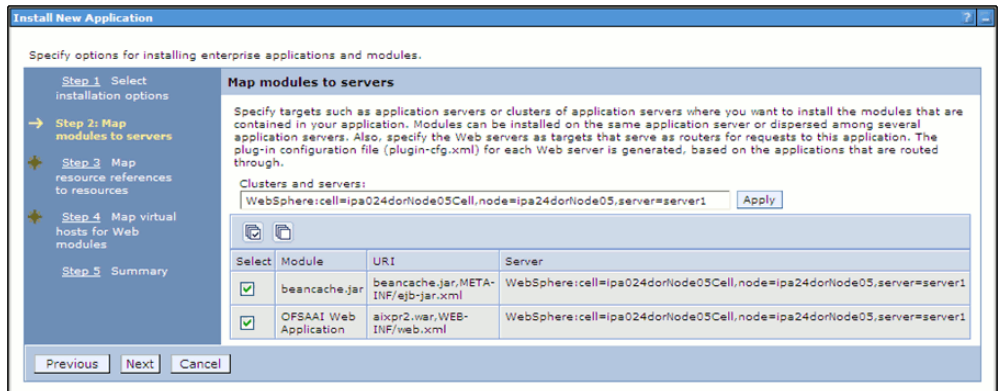 Install New Application
?
Specify options for installing enterprise applications and modules.
Step 1 Select
installation options
Step 2: Map
modules to servers
Step 3 Map
resource references
to resources
Step 4 Map virtual
hosts for Web
modules
Step 5 Summary
Map modules to servers
Specify targets such as application servers or clusters of application servers where you want to install the modules that are
contained in your application. Modules can be installed on the same application server or dispersed among several
application servers. Also, specify the Web servers as targets that serve as routers for requests to this application. The
plug-in configuration file (plugin-cfg.xml) for each Web server is generated, based on the applications that are routed
through.
Clusters and servers:
WebSphere:cell=ipa024dorNode05Cell,node=ipa24dorNode05,server=server1 Apply
Select Module URI Server
beancache.jar beancache.jar,META- WebSphere:cell=ipa024dorNode05Cell,node=ipa24dorNode05,server=server1
INF/ejb-jar.xml
OFSAAI Web aixpr2.war,WEB- WebSphere:cell=ipa024dorNode05Cell,node=ipa24dorNode05,server=server1
Application INF/web.xml
Previous Next Cancel